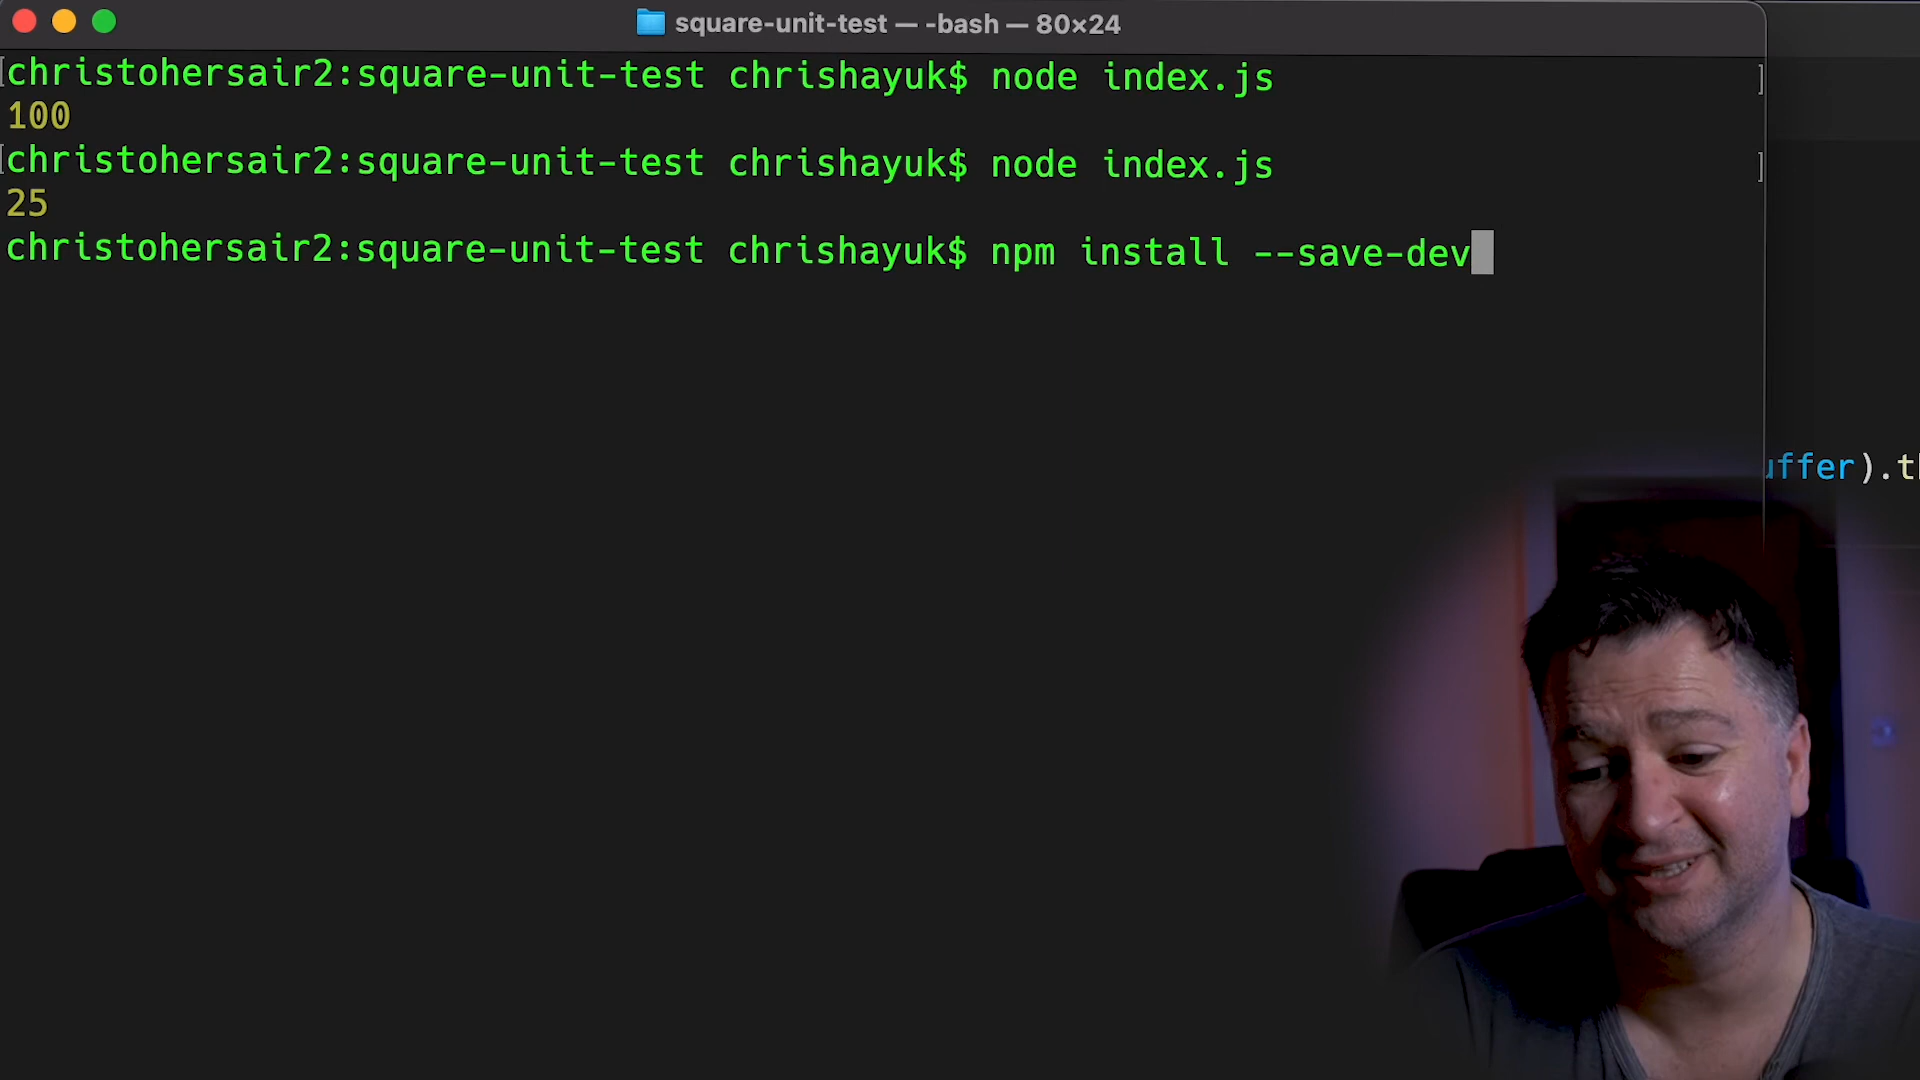 square-unit-test — -bash — 80×24
[christohersair2:square-unit-test chrishayuk$ node index.js ]
100
[christohersair2:square-unit-test chrishayuk$ node index.js ]
25
christohersair2:square-unit-test chrishayuk$ npm install --save-dev
uffer).th